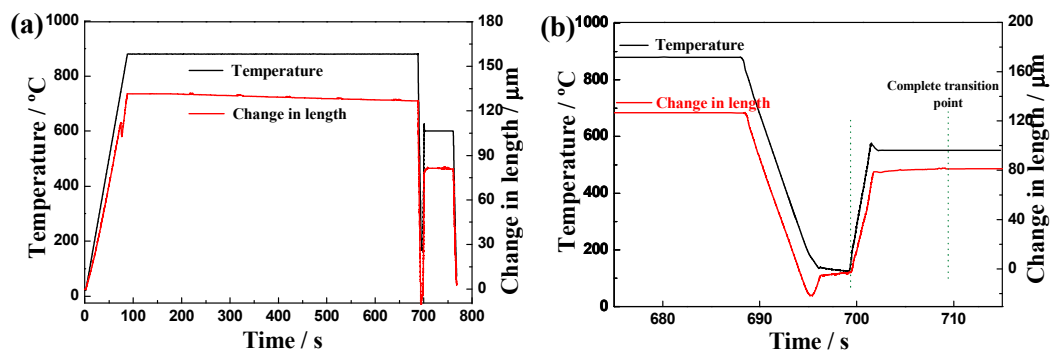 (a)
1000
800
600
400
200
0
Temperature / ºC
0 100 200 300 400 500 600 700 800
Time / s
180
150
120
90
60
30
0
Change in length / μm
Temperature
Change in length
(b)
1000
800
600
400
200
0
Temperature / ºC
680 690 700 710
Time / s
200
160
120
80
40
0
Change in length / μm
Temperature
Change in length
Complete transition
point